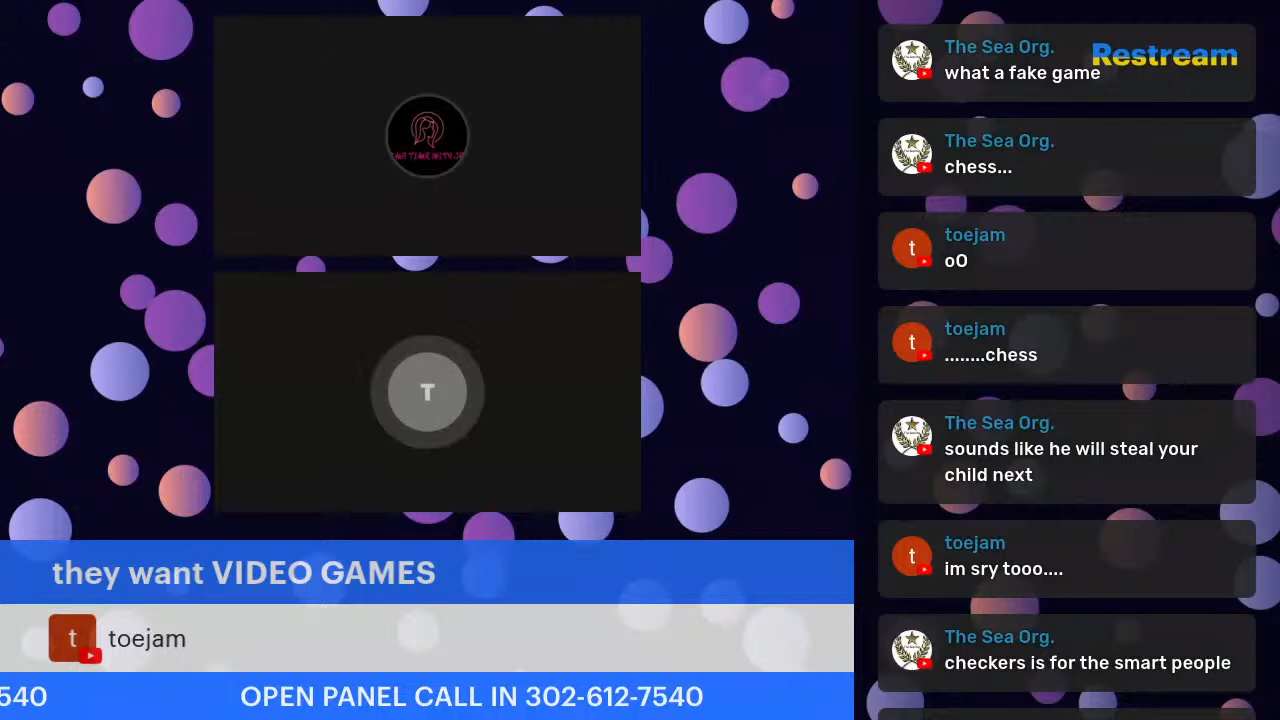 T
they want VIDEO GAMES
t
toejam
540
OPEN PANEL CALL IN 302-612-7540
Restream
The Sea Org.
what a fake game
The Sea Org.
chess...
t
toejam
oO
t
toejam
........chess
The Sea Org.
sounds like he will steal your
child next
t
toejam
im sry tooo....
The Sea Org.
checkers is for the smart people